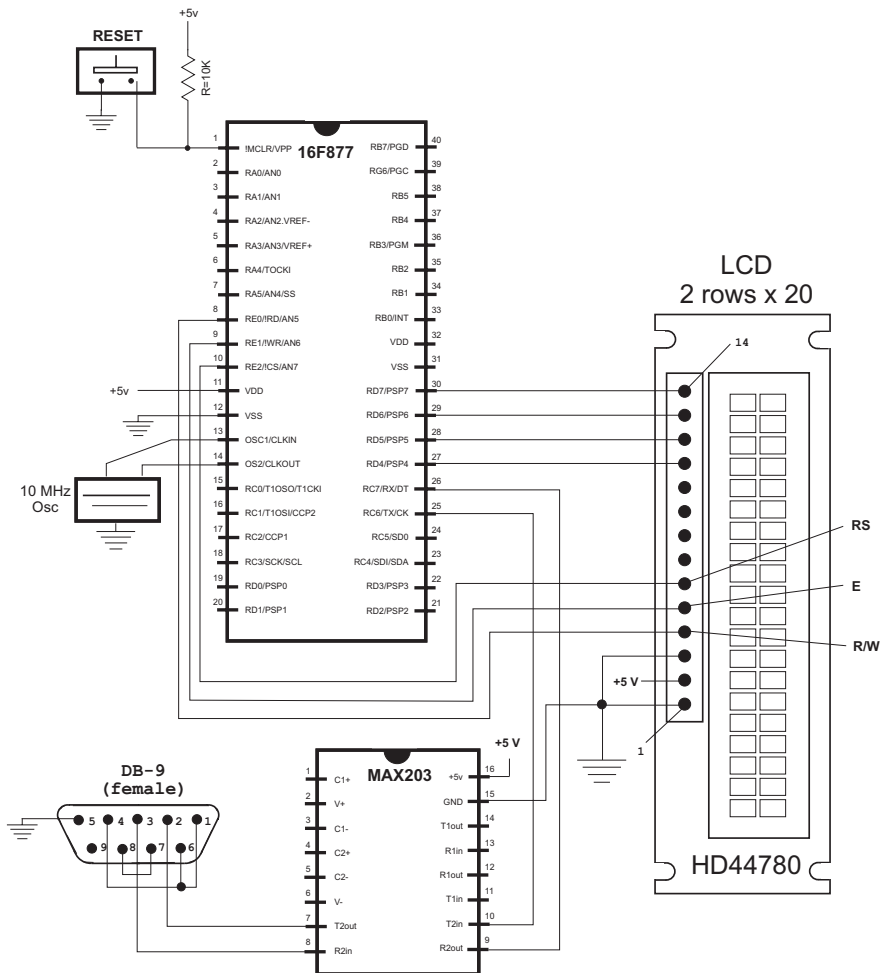 +5v
RESET
R=10K
16F877
1 !MCLR/VPP
2 RA0/AN0
3 RA1/AN1
4 RA2/AN2.VREF-
5 RA3/AN3/VREF+
6 RA4/TOCKI
7 RA5/AN4/SS
8 RE0/!RD/AN5
9 RE1/!WR/AN6
10 RE2/!CS/AN7
+5v 11 VDD
12 VSS
13 OSC1/CLKIN
14 OS2/CLKOUT
15 RC0/T1OSO/T1CKI
16 RC1/T1OSI/CCP2
17 RC2/CCP1
18 RC3/SCK/SCL
19 RD0/PSP0
20 RD1/PSP1
RB7/PGD 40
RG6/PGC 39
RB5 38
RB4 37
RB3/PGM 36
RB2 35
RB1 34
RB0/INT 33
VDD 32
VSS 31
RD7/PSP7 30
RD6/PSP6 29
RD5/PSP5 28
RD4/PSP4 27
RC7/RX/DT 26
RC6/TX/CK 25
RC5/SD0 24
RC4/SDI/SDA 23
RD3/PSP3 22
RD2/PSP2 21
10 MHz
Osc
LCD
2 rows x 20
14
RS
E
R/W
+5 V
1
HD44780
DB-9
(female)
5 4 3 2 1
9 8 7 6
MAX203
+5 V
1 C1+
2 V+
3 C1-
4 C2+
5 C2-
6 V-
7 T2out
8 R2in
+5v 16
GND 15
T1out 14
R1in 13
R1out 12
T1in 11
T2in 10
R2out 9